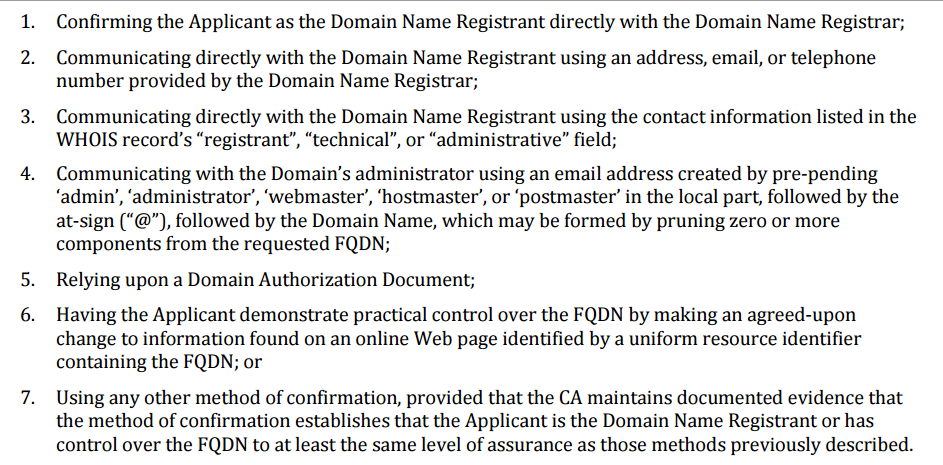 1. Confirming the Applicant as the Domain Name Registrant directly with the Domain Name Registrar;
2. Communicating directly with the Domain Name Registrant using an address, email, or telephone
number provided by the Domain Name Registrar;
3. Communicating directly with the Domain Name Registrant using the contact information listed in the
WHOIS record’s “registrant”, “technical”, or “administrative” field;
4. Communicating with the Domain’s administrator using an email address created by pre-pending
‘admin’, ‘administrator’, ‘webmaster’, ‘hostmaster’, or ‘postmaster’ in the local part, followed by the
at-sign (“@”), followed by the Domain Name, which may be formed by pruning zero or more
components from the requested FQDN;
5. Relying upon a Domain Authorization Document;
6. Having the Applicant demonstrate practical control over the FQDN by making an agreed-upon
change to information found on an online Web page identified by a uniform resource identifier
containing the FQDN; or
7. Using any other method of confirmation, provided that the CA maintains documented evidence that
the method of confirmation establishes that the Applicant is the Domain Name Registrant or has
control over the FQDN to at least the same level of assurance as those methods previously described.